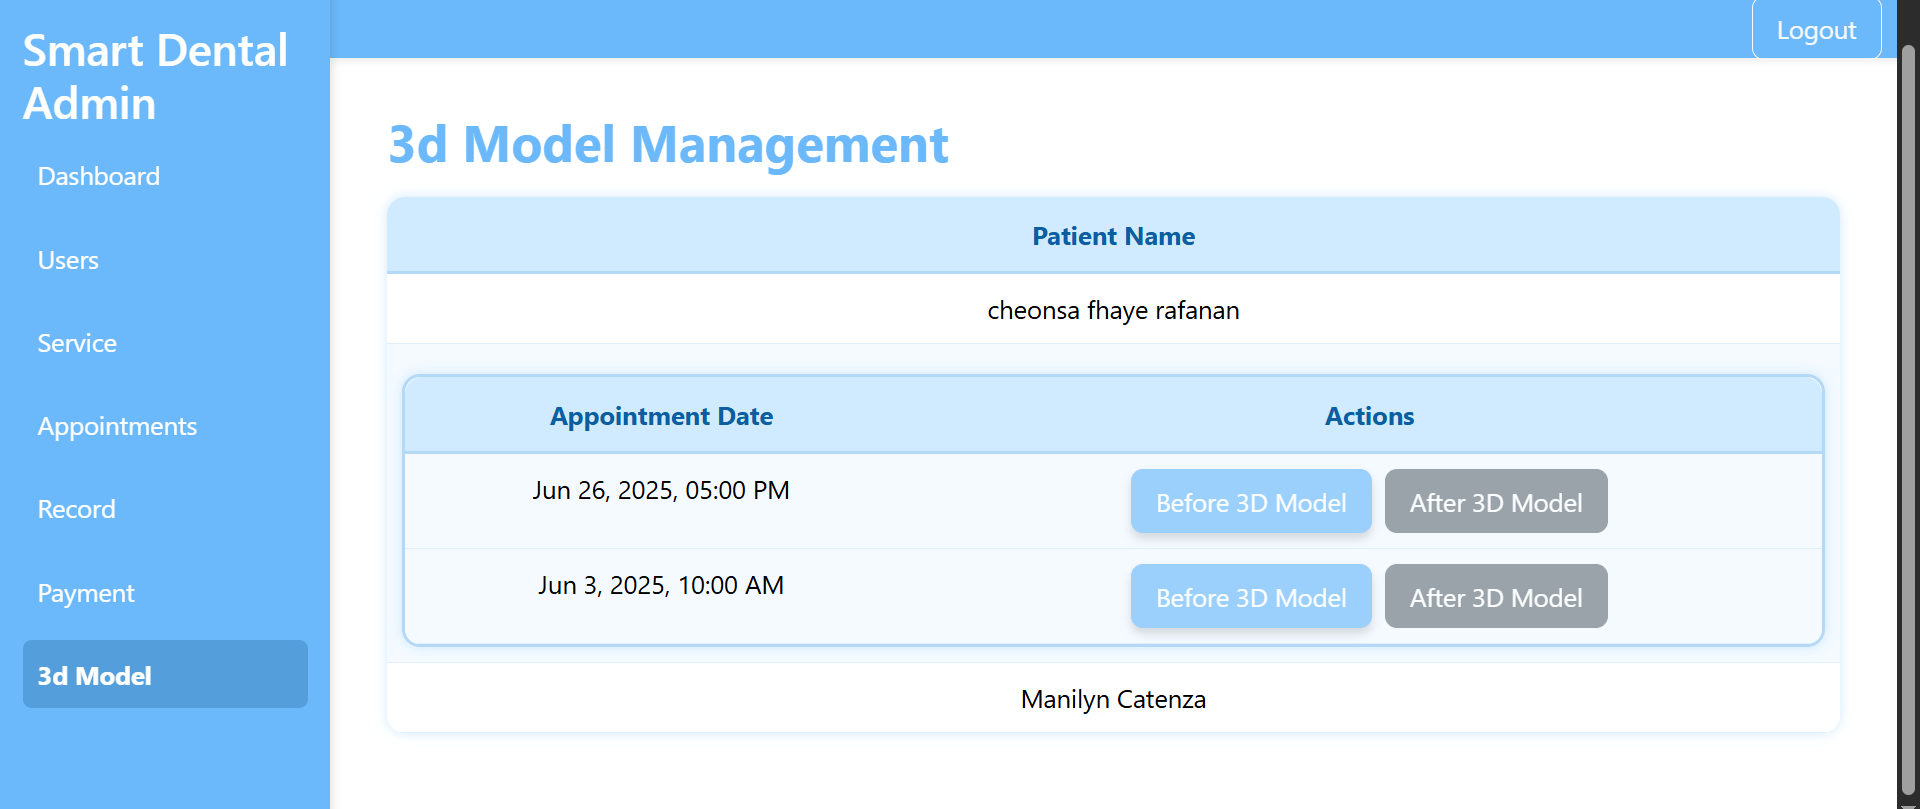 Smart Dental
Admin
Dashboard
Users
Service
Appointments
Record
Payment
3d Model
Logout
3d Model Management
Patient Name
cheonsa fhaye rafanan
Appointment Date Actions
Jun 26, 2025, 05:00 PM Before 3D Model After 3D Model
Jun 3, 2025, 10:00 AM Before 3D Model After 3D Model
Manilyn Catenza